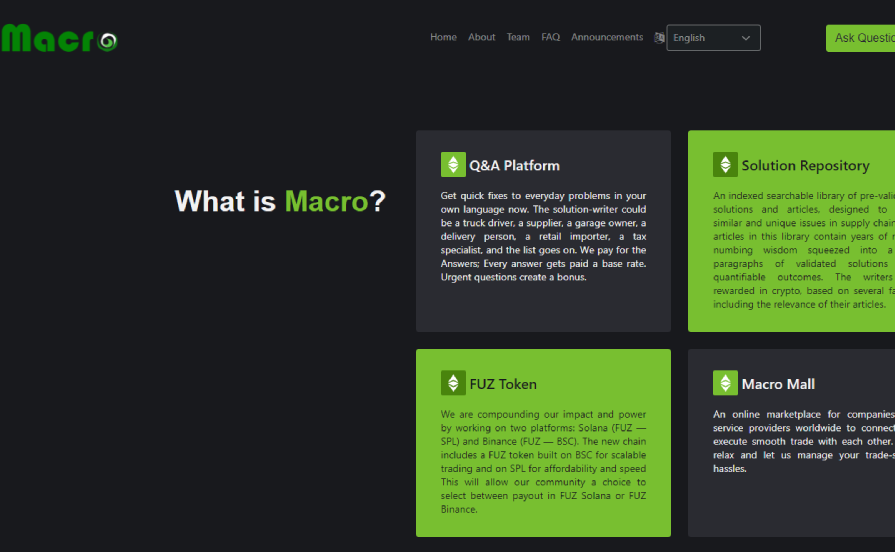 Macro
Home About Team FAQ Announcements English
Ask
What is Macro?
Q&A Platform
Get quick fixes to everyday problems in your
own language now. The solution-writer could
be a truck driver, a supplier, a garage owner, a
delivery person, a retail importer, a tax
specialist, and the list goes on. We pay for the
Answers; Every answer gets paid a base rate.
Urgent questions create a bonus.
Solution Repository
An indexed searchable library of
solutions and articles, designed to
similar and unique issues in supply
articles in this library contain years of
numbing wisdom squeezed into a
paragraphs of validated solutions
quantifiable outcomes. The writers
rewarded in crypto, based on several
including the relevance of their articles.
FUZ Token
We are compounding our impact and power
by working on two platforms: Solana (FUZ —
SPL) and Binance (FUZ — BSC). The new chain
includes a FUZ token built on BSC for scalable
trading and on SPL for affordability and speed
This will allow our community a choice to
select between payout in FUZ Solana or FUZ
Binance.
Macro Mall
An online marketplace for companies
service providers worldwide to connect
execute smooth trade with each other.
relax and let us manage your
hassles.